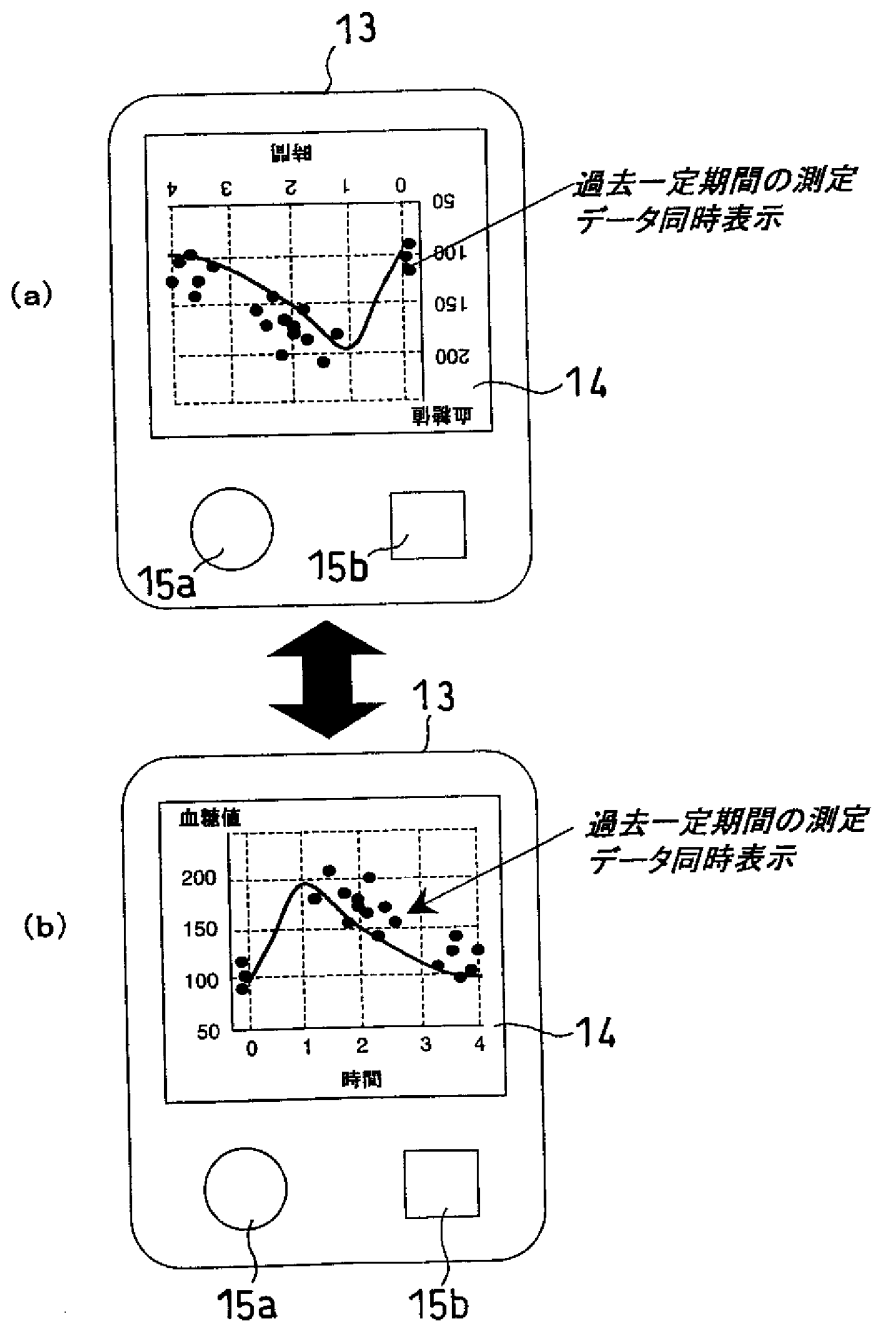 13
時間
4 3 2 1 0
50
100
150
200
血糖値
過去一定期間の測定
データ同時表示
(a)
14
15a
15b
13
血糖値
200
150
100
50
0 1 2 3 4
時間
過去一定期間の測定
データ同時表示
(b)
14
15a
15b